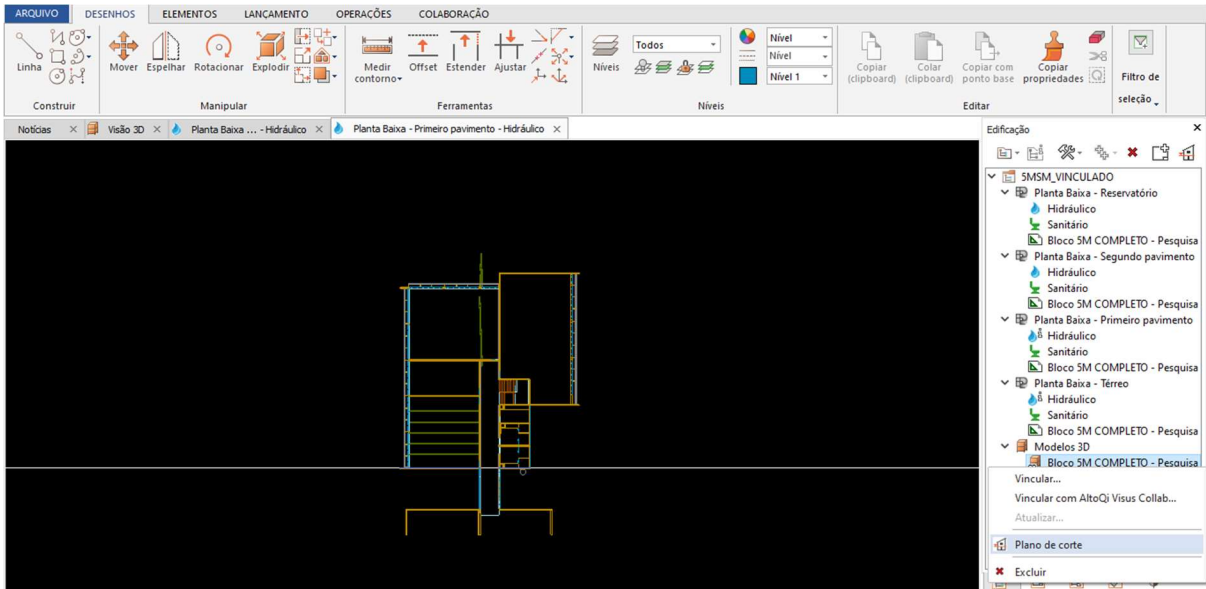 ARQUIVO DESENHOS ELEMENTOS LANÇAMENTO OPERAÇÕES COLABORAÇÃO
Linha
Mover Espelhar Rotacionar Explodir
Medir contorno
Offset Estender Ajustar
Níveis
Todos
Nível
Nível
Nível 1
Copiar (clipboard)
Colar (clipboard)
Copiar com ponto base
Copiar propriedades
Filtro de seleção
Construir Manipular Ferramentas Níveis Editar
Notícias Visão 3D Planta Baixa ... - Hidráulico Planta Baixa - Primeiro pavimento - Hidráulico
Edificação
5MSM_VINCULADO
Planta Baixa - Reservatório
Hidráulico
Sanitário
Bloco 5M COMPLETO - Pesquisa
Planta Baixa - Segundo pavimento
Hidráulico
Sanitário
Bloco 5M COMPLETO - Pesquisa
Planta Baixa - Primeiro pavimento
Hidráulico
Sanitário
Bloco 5M COMPLETO - Pesquisa
Planta Baixa - Térreo
Hidráulico
Sanitário
Bloco 5M COMPLETO - Pesquisa
Modelos 3D
Bloco 5M COMPLETO - Pesquisa
Vincular...
Vincular com AltoQi Visus Collab...
Atualizar...
Plano de corte
Excluir